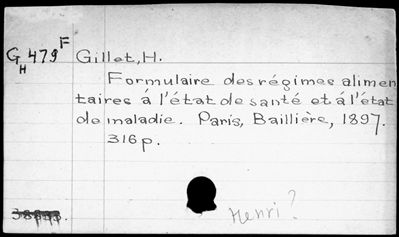 G 479 F
H
Gillet, H.
Formulaire des régimes alimen
taires á l'état de santé et á l'état
de maladie. Paris, Baillière, 1897.
316 p.
Henri?